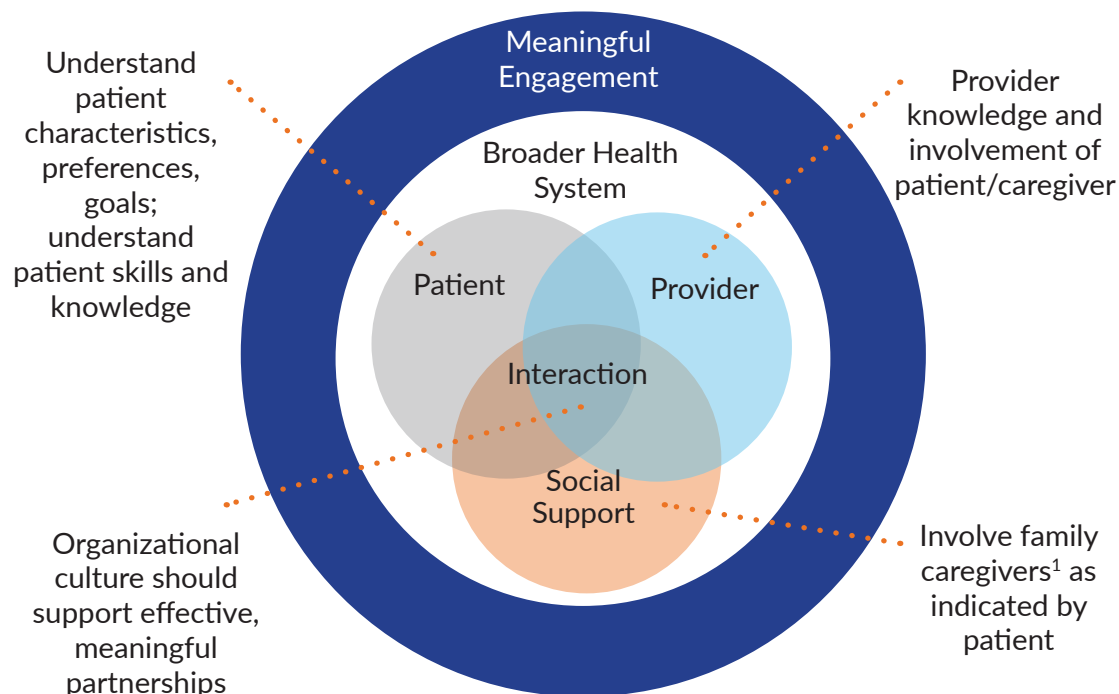 Meaningful
Engagement
Understand
patient
characteristics,
preferences,
goals;
understand
patient skills and
knowledge
Provider
knowledge and
involvement of
patient/caregiver
Broader Health
System
Patient
Provider
Interaction
Social
Support
Organizational
culture should
support effective,
meaningful
partnerships
Involve family
caregivers¹ as
indicated by
patient